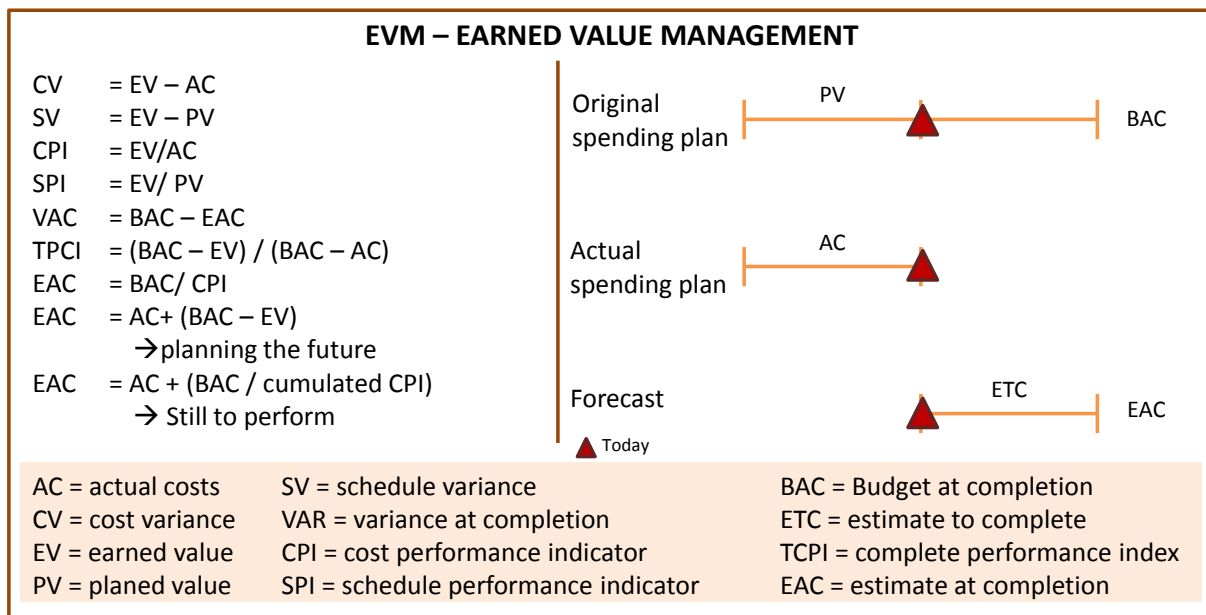 EVM – EARNED VALUE MANAGEMENT
CV = EV – AC
SV = EV – PV
CPI = EV/AC
SPI = EV/ PV
VAC = BAC – EAC
TPCI = (BAC – EV) / (BAC – AC)
EAC = BAC/ CPI
EAC = AC+ (BAC – EV)
→planning the future
EAC = AC + (BAC / cumulated CPI)
→ Still to perform
Original
spending plan
PV
BAC
Actual
spending plan
AC
Forecast
ETC
EAC
Today
AC = actual costs
CV = cost variance
EV = earned value
PV = planed value
SV = schedule variance
VAR = variance at completion
CPI = cost performance indicator
SPI = schedule performance indicator
BAC = Budget at completion
ETC = estimate to complete
TCPI = complete performance index
EAC = estimate at completion